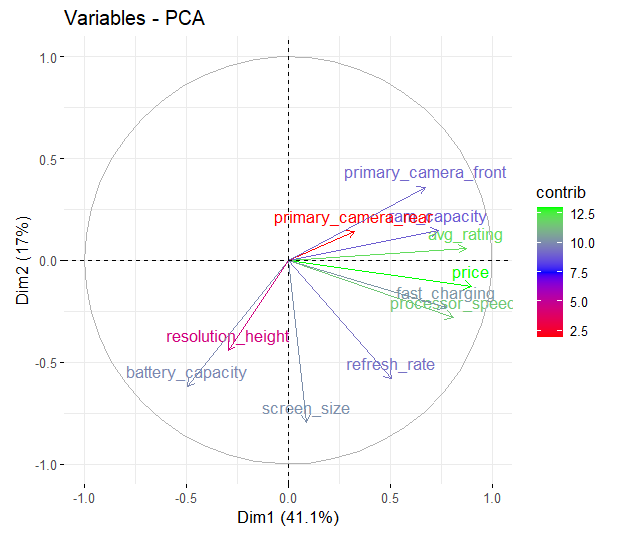 Variables - PCA
1.0
0.5
0.0
-0.5
-1.0
Dim2 (17%)
primary_camera_front
primary_camera_rear
ram_capacity
avg_rating
price
fast_charging
processor_speed
resolution_height
battery_capacity
refresh_rate
screen_size
-1.0
-0.5
0.0
0.5
1.0
Dim1 (41.1%)
contrib
12.5
10.0
7.5
5.0
2.5